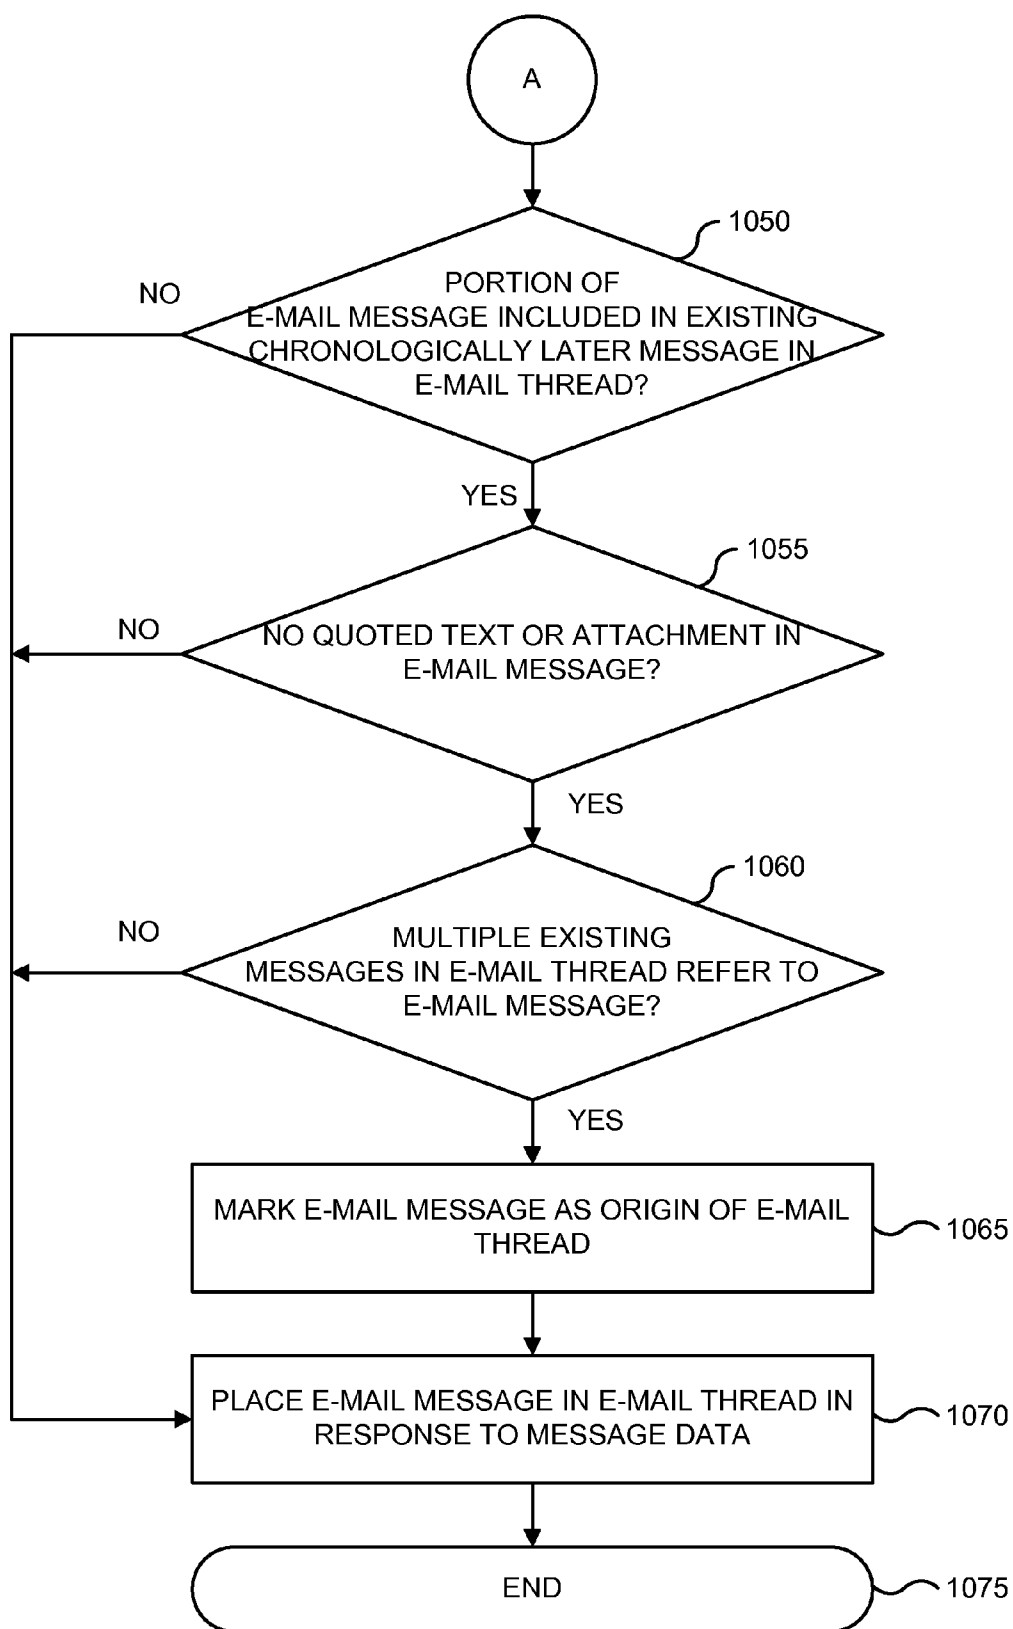 A
1050
NO
PORTION OF
E-MAIL MESSAGE INCLUDED IN EXISTING
CHRONOLOGICALLY LATER MESSAGE IN
E-MAIL THREAD?
YES
1055
NO
NO QUOTED TEXT OR ATTACHMENT IN
E-MAIL MESSAGE?
YES
1060
NO
MULTIPLE EXISTING
MESSAGES IN E-MAIL THREAD REFER TO
E-MAIL MESSAGE?
YES
MARK E-MAIL MESSAGE AS ORIGIN OF E-MAIL
THREAD
1065
PLACE E-MAIL MESSAGE IN E-MAIL THREAD IN
RESPONSE TO MESSAGE DATA
1070
END
1075